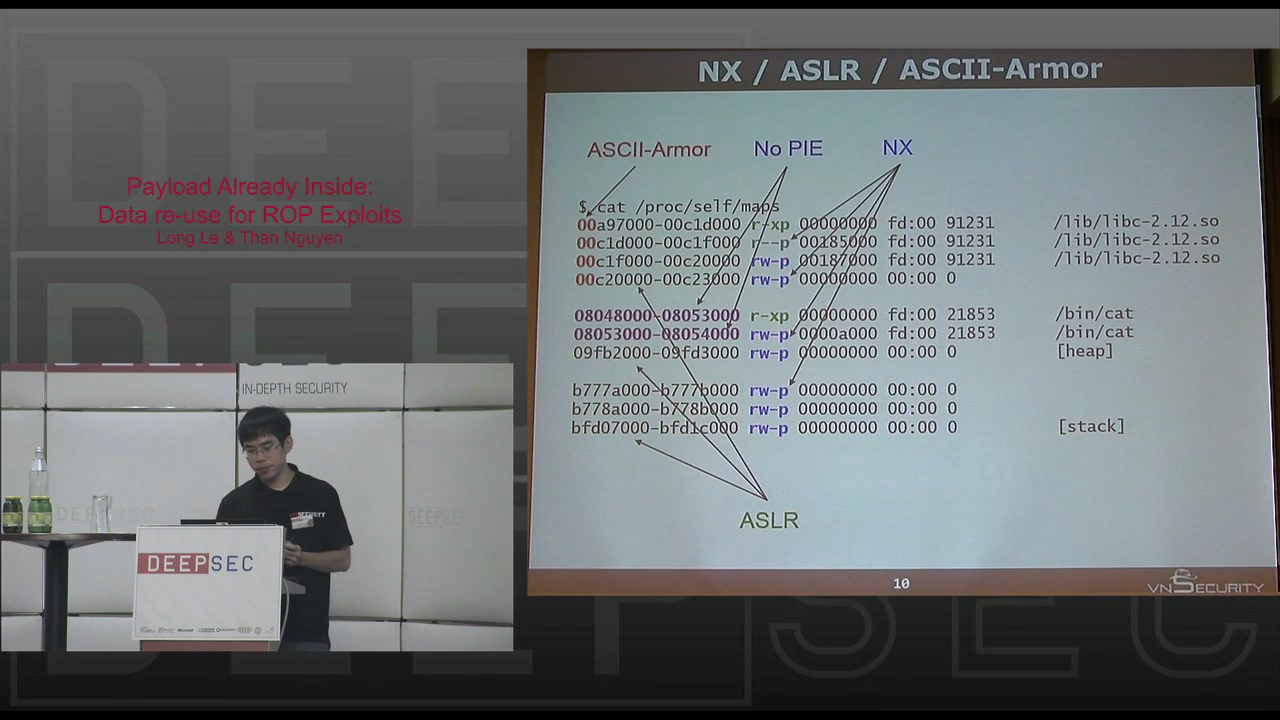 Payload Already Inside:
Data re-use for ROP Exploits
Long Le & Than Nguyen
NX / ASLR / ASCII-Armor
ASCII-Armor No PIE NX
$ cat /proc/self/maps
00a97000-00c1d000 r-xp 00000000 fd:00 91231 /lib/libc-2.12.so
00c1d000-00c1f000 r--p 00185000 fd:00 91231 /lib/libc-2.12.so
00c1f000-00c20000 rw-p 00187000 fd:00 91231 /lib/libc-2.12.so
00c20000-00c23000 rw-p 00000000 00:00 0
08048000-08053000 r-xp 00000000 fd:00 21853 /bin/cat
08053000-08054000 rw-p 0000a000 fd:00 21853 /bin/cat
09fb2000-09fd3000 rw-p 00000000 00:00 0 [heap]
b777a000-b777b000 rw-p 00000000 00:00 0
b778a000-b778b000 rw-p 00000000 00:00 0
bfd07000-bfd1c000 rw-p 00000000 00:00 0 [stack]
ASLR
10
VNSECURITY
IN-DEPTH SECURITY
DEEPSEC
DEEPSEC
DEEPSEC